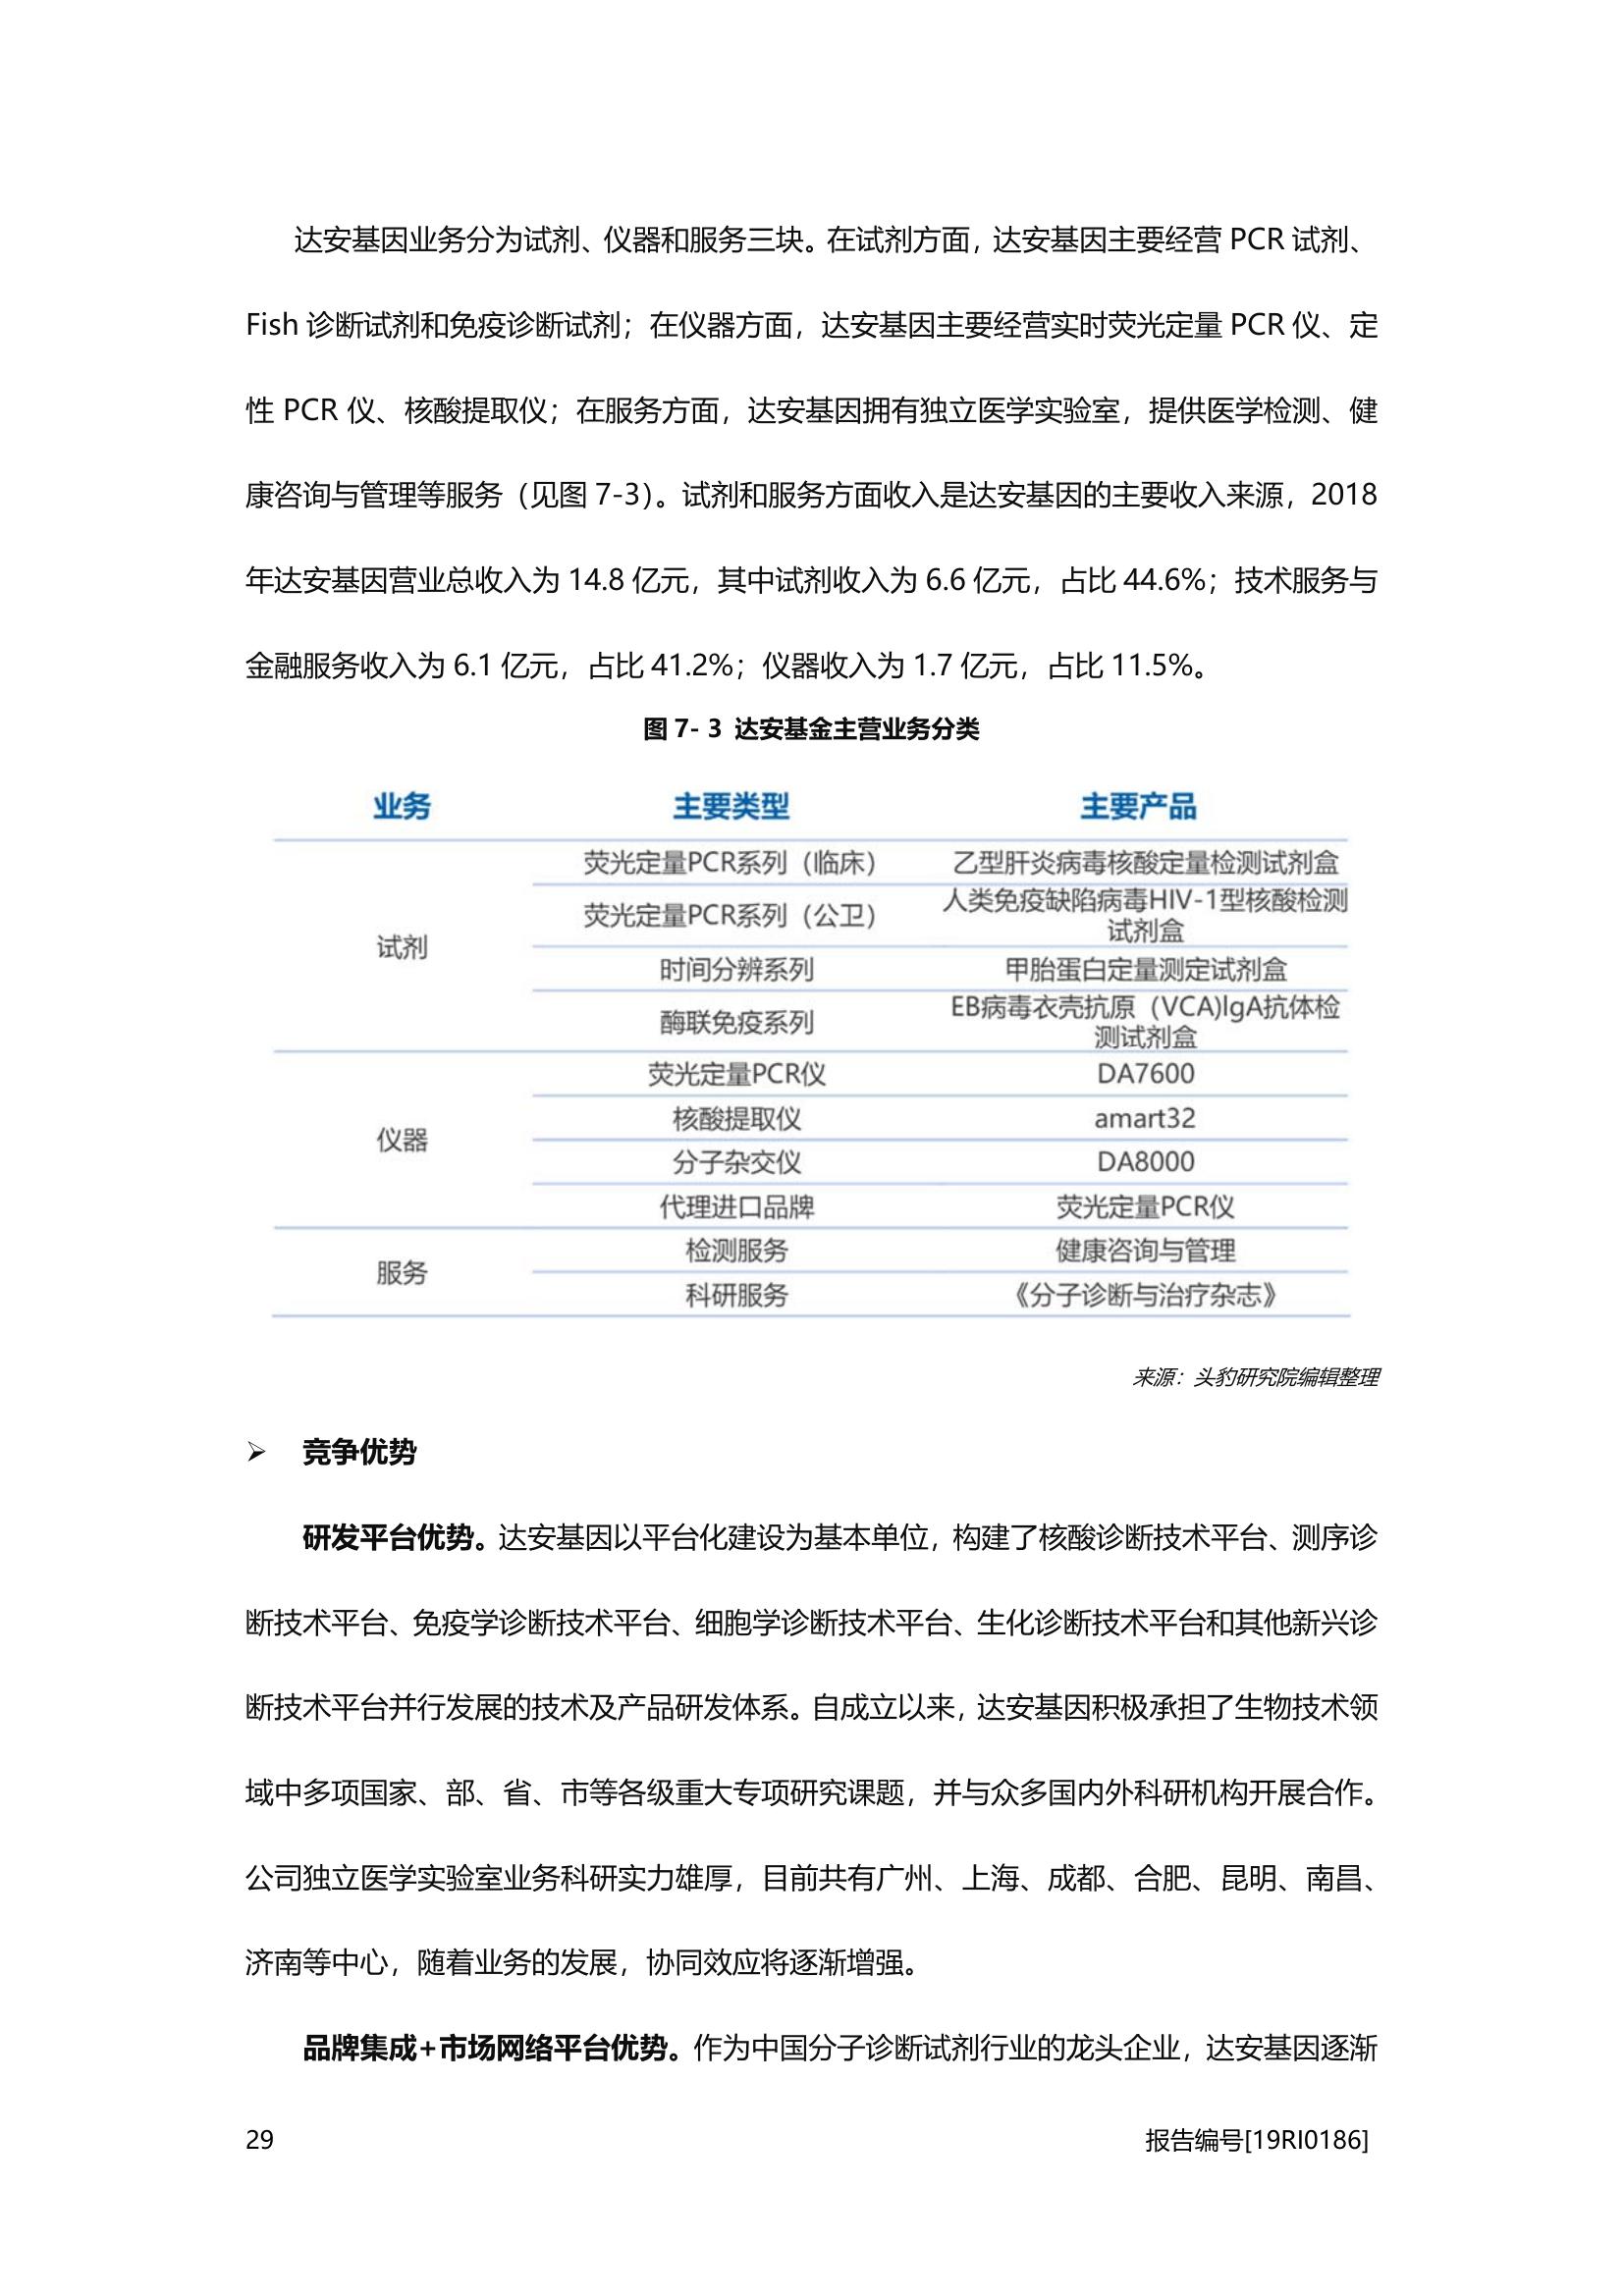 达安基因业务分为试剂、仪器和服务三块。在试剂方面，达安基因主要经营 PCR 试剂、
Fish 诊断试剂和免疫诊断试剂；在仪器方面，达安基因主要经营实时荧光定量 PCR 仪、定
性 PCR 仪、核酸提取仪；在服务方面，达安基因拥有独立医学实验室，提供医学检测、健
康咨询与管理等服务（见图 7-3）。试剂和服务方面收入是达安基因的主要收入来源，2018
年达安基因营业总收入为 14.8 亿元，其中试剂收入为 6.6 亿元，占比 44.6%；技术服务与
金融服务收入为 6.1 亿元，占比 41.2%；仪器收入为 1.7 亿元，占比 11.5%。
图 7- 3 达安基金主营业务分类
业务 主要类型 主要产品
试剂
荧光定量PCR系列（临床） 乙型肝炎病毒核酸定量检测试剂盒
荧光定量PCR系列（公卫） 人类免疫缺陷病毒HIV-1型核酸检测
试剂盒
时间分辨系列 甲胎蛋白定量测定试剂盒
酶联免疫系列 EB病毒衣壳抗原（VCA)IgA抗体检
测试剂盒
仪器
荧光定量PCR仪 DA7600
核酸提取仪 amart32
分子杂交仪 DA8000
代理进口品牌 荧光定量PCR仪
服务
检测服务 健康咨询与管理
科研服务 《分子诊断与治疗杂志》
来源：头豹研究院编辑整理
➢ 竞争优势
研发平台优势。达安基因以平台化建设为基本单位，构建了核酸诊断技术平台、测序诊
断技术平台、免疫学诊断技术平台、细胞学诊断技术平台、生化诊断技术平台和其他新兴诊
断技术平台并行发展的技术及产品研发体系。自成立以来，达安基因积极承担了生物技术领
域中多项国家、部、省、市等各级重大专项研究课题，并与众多国内外科研机构开展合作。
公司独立医学实验室业务科研实力雄厚，目前共有广州、上海、成都、合肥、昆明、南昌、
济南等中心，随着业务的发展，协同效应将逐渐增强。
品牌集成+市场网络平台优势。作为中国分子诊断试剂行业的龙头企业，达安基因逐渐
29 报告编号[19RI0186]